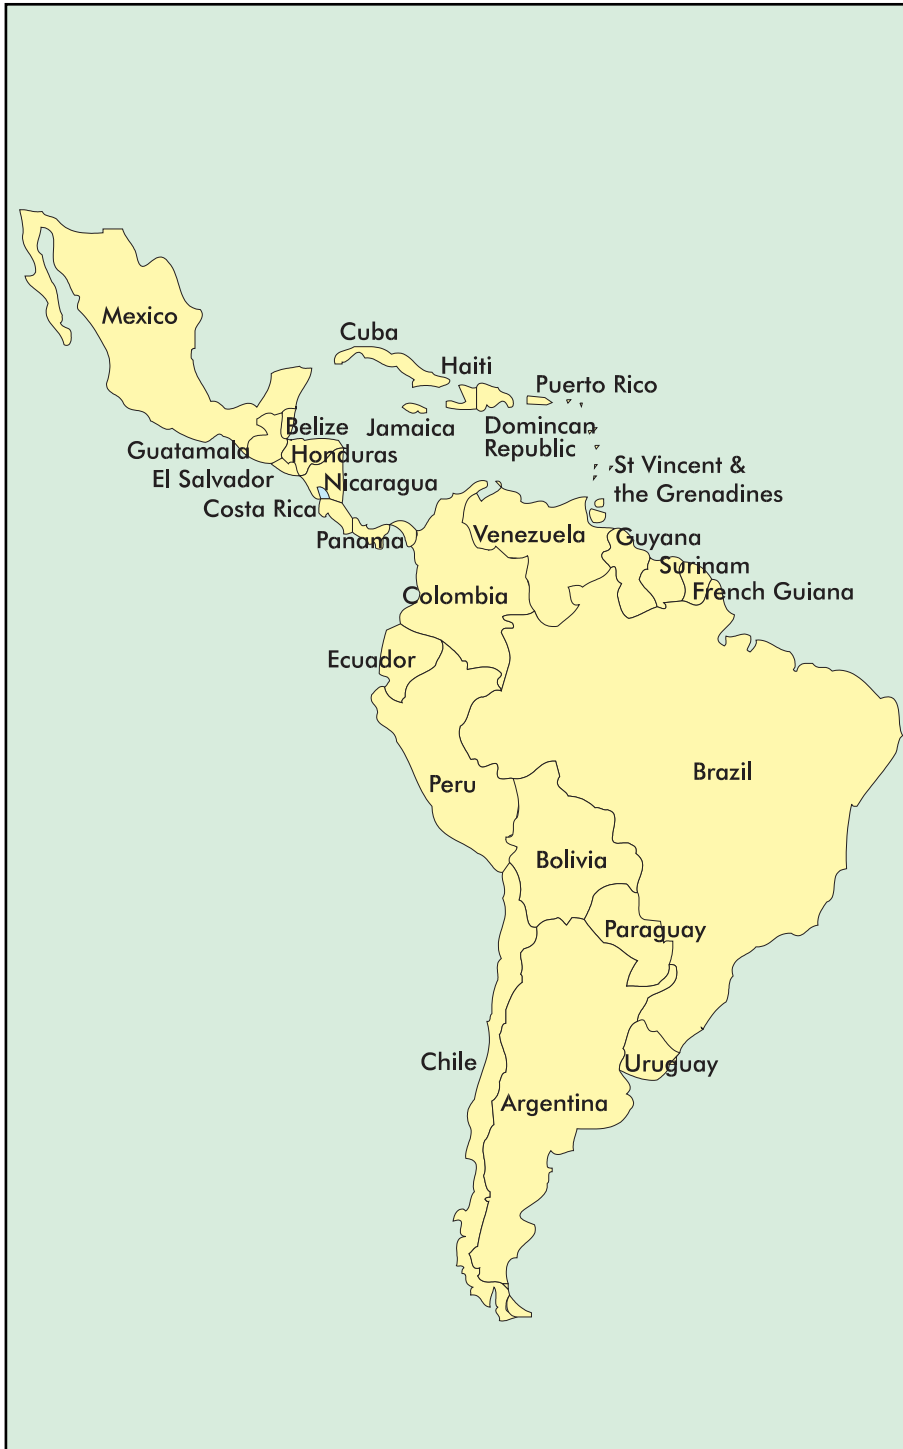 Mexico
Cuba
Haiti
Puerto Rico
Belize
Jamaica
Domincan
Republic
Guatamala
Honduras
El Salvador
Nicaragua
St Vincent &
the Grenadines
Costa Rica
Panama
Venezuela
Guyana
Surinam
French Guiana
Colombia
Ecuador
Peru
Brazil
Bolivia
Paraguay
Chile
Uruguay
Argentina